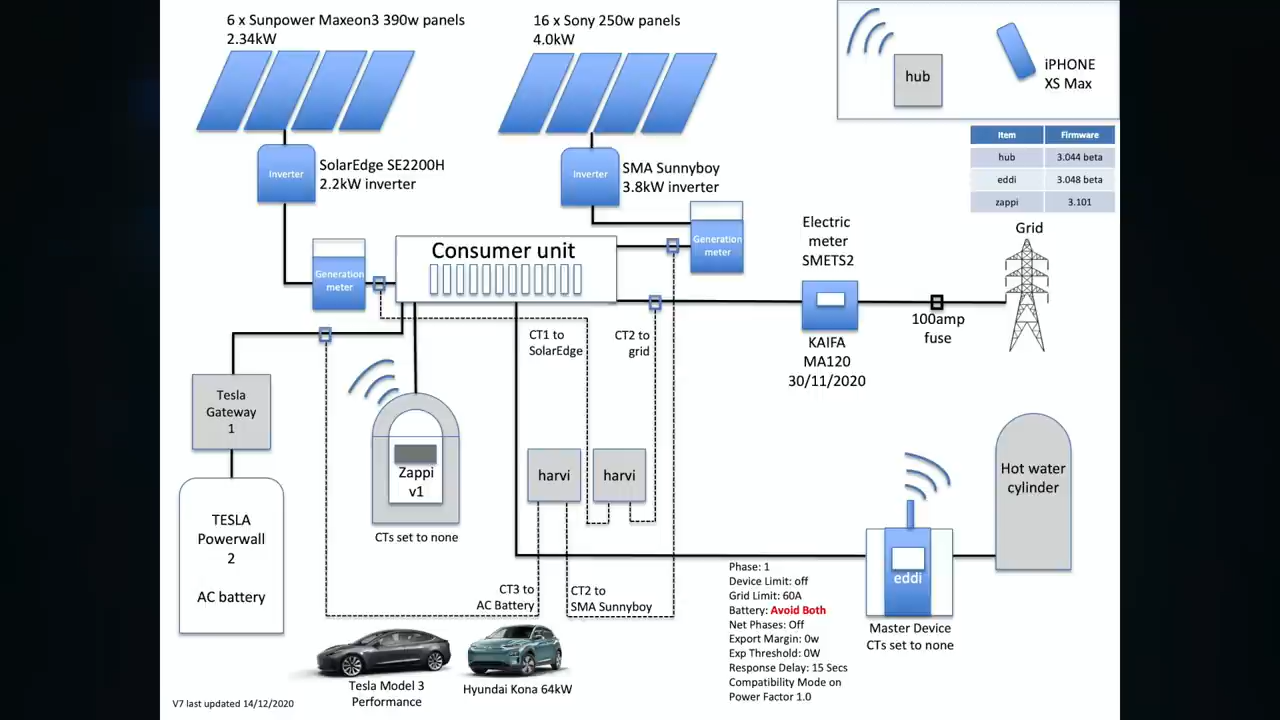 6 x Sunpower Maxeon3 390w panels
2.34kW
16 x Sony 250w panels
4.0kW
hub
iPHONE
XS Max
Item Firmware
hub 3.044 beta
eddi 3.048 beta
zappi 3.101
Inverter
SolarEdge SE2200H
2.2kW inverter
Inverter
SMA Sunnyboy
3.8kW inverter
Generation
meter
Consumer unit
Generation
meter
Electric
meter
SMETS2
KAIFA
MA120
30/11/2020
100amp
fuse
Grid
CT1 to
SolarEdge
CT2 to
grid
Tesla
Gateway
1
TESLA
Powerwall
2
AC battery
Zappi
v1
CTs set to none
harvi
harvi
CT3 to
AC Battery
CT2 to
SMA Sunnyboy
Hot water
cylinder
eddi
Master Device
CTs set to none
Phase: 1
Device Limit: off
Grid Limit: 60A
Battery: Avoid Both
Net Phases: Off
Export Margin: 0w
Exp Threshold: 0W
Response Delay: 15 Secs
Compatibility Mode on
Power Factor 1.0
Tesla Model 3
Performance
Hyundai Kona 64kW
V7 last updated 14/12/2020